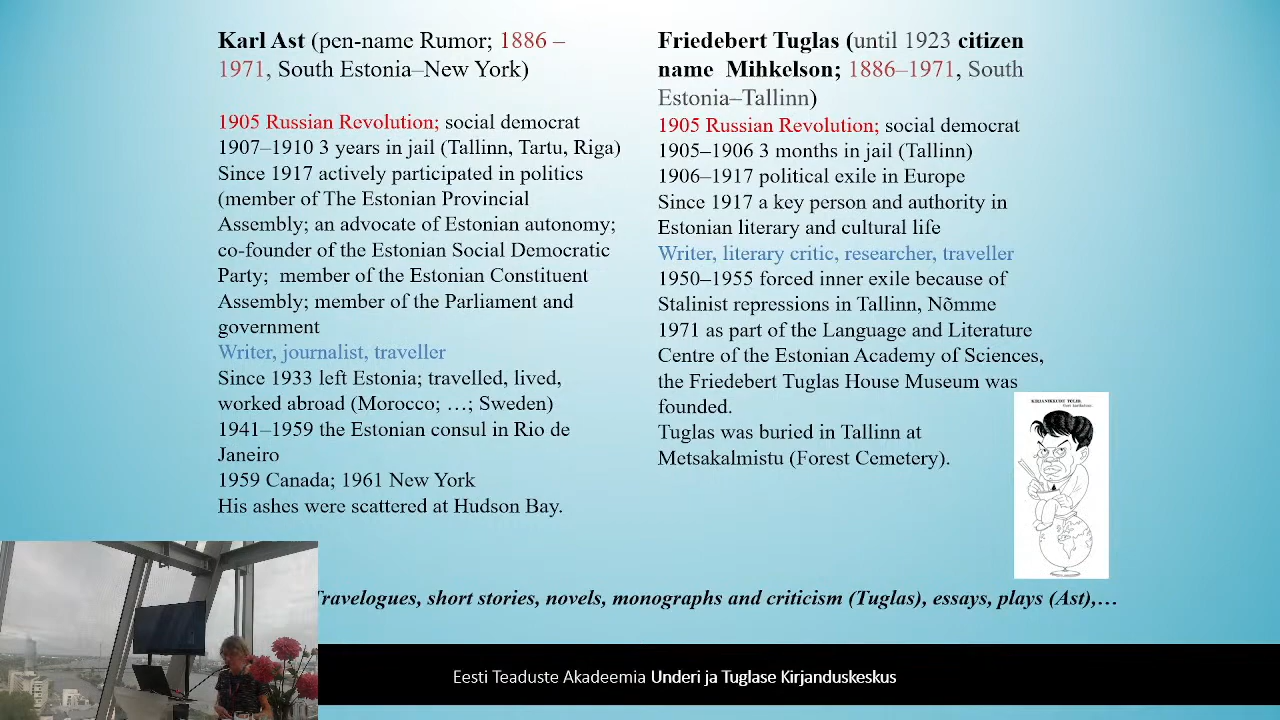 Karl Ast (pen-name Rumor; 1886 –
1971, South Estonia–New York)
1905 Russian Revolution; social democrat
1907–1910 3 years in jail (Tallinn, Tartu, Riga)
Since 1917 actively participated in politics
(member of The Estonian Provincial
Assembly; an advocate of Estonian autonomy;
co-founder of the Estonian Social Democratic
Party;  member of the Estonian Constituent
Assembly; member of the Parliament and
government
Writer, journalist, traveller
Since 1933 left Estonia; travelled, lived,
worked abroad (Morocco; …; Sweden)
1941–1959 the Estonian consul in Rio de
Janeiro
1959 Canada; 1961 New York
His ashes were scattered at Hudson Bay.
Friedebert Tuglas (until 1923 citizen
name  Mihkelson; 1886–1971, South
Estonia–Tallinn)
1905 Russian Revolution; social democrat
1905–1906 3 months in jail (Tallinn)
1906–1917 political exile in Europe
Since 1917 a key person and authority in
Estonian literary and cultural life
Writer, literary critic, researcher, traveller
1950–1955 forced inner exile because of
Stalinist repressions in Tallinn, Nõmme
1971 as part of the Language and Literature
Centre of the Estonian Academy of Sciences,
the Friedebert Tuglas House Museum was
founded.
Tuglas was buried in Tallinn at
Metsakalmistu (Forest Cemetery).
Travelogues, short stories, novels, monographs and criticism (Tuglas), essays, plays (Ast),…
Eesti Teaduste Akadeemia Underi ja Tuglase Kirjanduskeskus